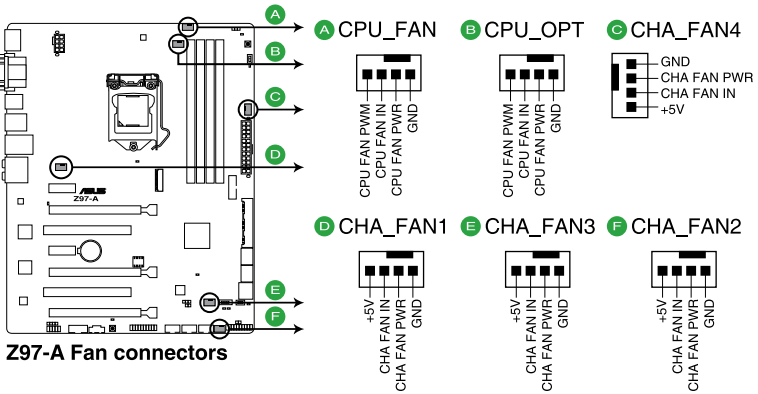 A
B
C
D
E
F
ASUS
Z97-A
Z97-A Fan connectors
A CPU_FAN
CPU FAN PWM
CPU FAN IN
CPU FAN PWR
GND
B CPU_OPT
CPU FAN PWM
CPU FAN IN
CPU FAN PWR
GND
C CHA_FAN4
GND
CHA FAN PWR
CHA FAN IN
+5V
D CHA_FAN1
+5V
CHA FAN IN
CHA FAN PWR
GND
E CHA_FAN3
+5V
CHA FAN IN
CHA FAN PWR
GND
F CHA_FAN2
+5V
CHA FAN IN
CHA FAN PWR
GND